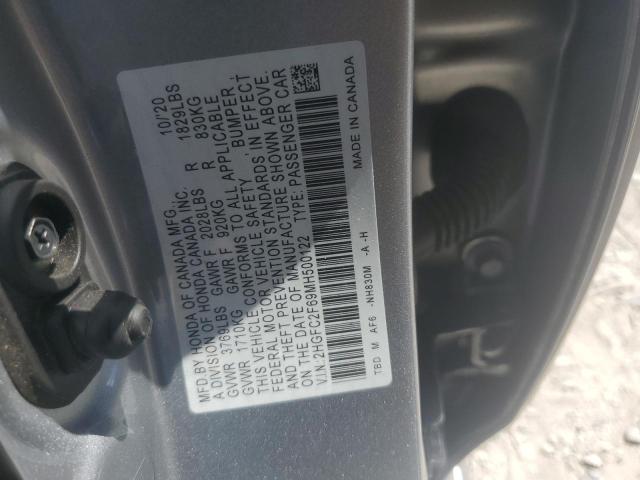 MFD.BY HONDA OF CANADA MFG. 10/'20
A DIVISION OF HONDA CANADA INC.
GVWR 3769LBS GAWR F 2028LBS R 1829LBS
GVWR 1710KG GAWR F 920KG R 830KG
THIS VEHICLE CONFORMS TO ALL APPLICABLE
FEDERAL MOTOR VEHICLE SAFETY , BUMPER ,
AND THEFT PREVENTION STANDARDS IN EFFECT
ON THE DATE OF MANUFACTURE SHOWN ABOVE.
V.I.N.:2HGFC2F69MH500122 TYPE: PASSENGER CAR
TBD M AF6 -NH830M -A -H
MADE IN CANADA